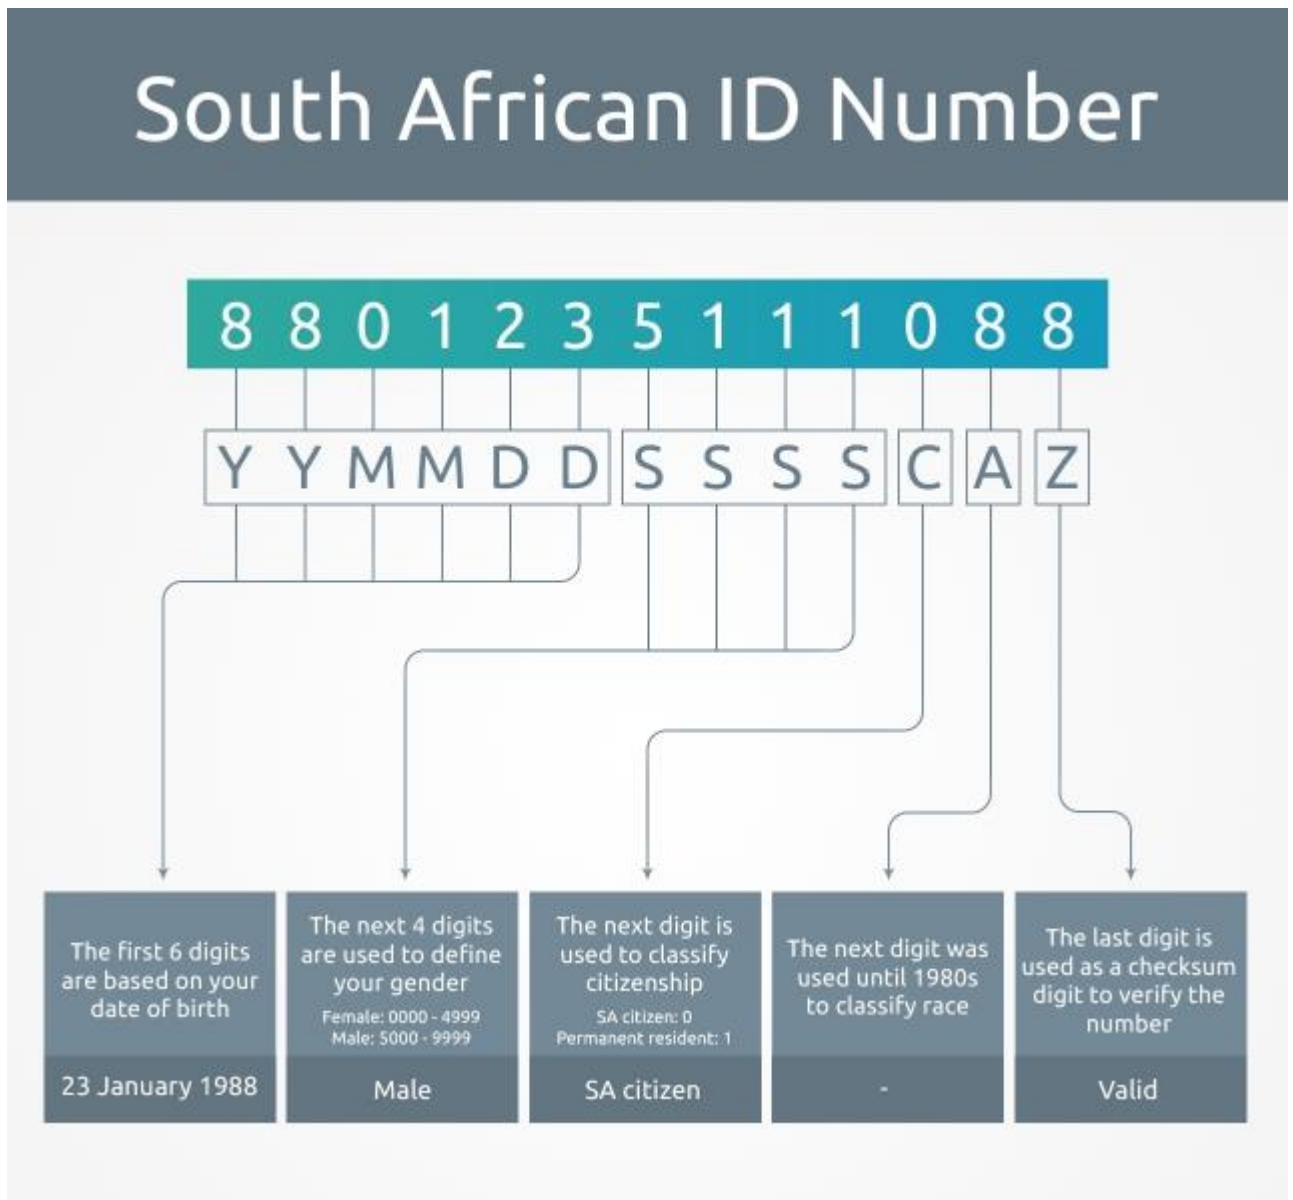 South African ID Number
8 8 0 1 2 3 5 1 1 1 0 8 8
Y Y M M D D S S S S C A Z
The first 6 digits
are based on your
date of birth
23 January 1988
The next 4 digits
are used to define
your gender
Female: 0000 - 4999
Male: 5000 - 9999
Male
The next digit is
used to classify
citizenship
SA citizen: 0
Permanent resident: 1
SA citizen
The next digit was
used until 1980s
to classify race
-
The last digit is
used as a checksum
digit to verify the
number
Valid